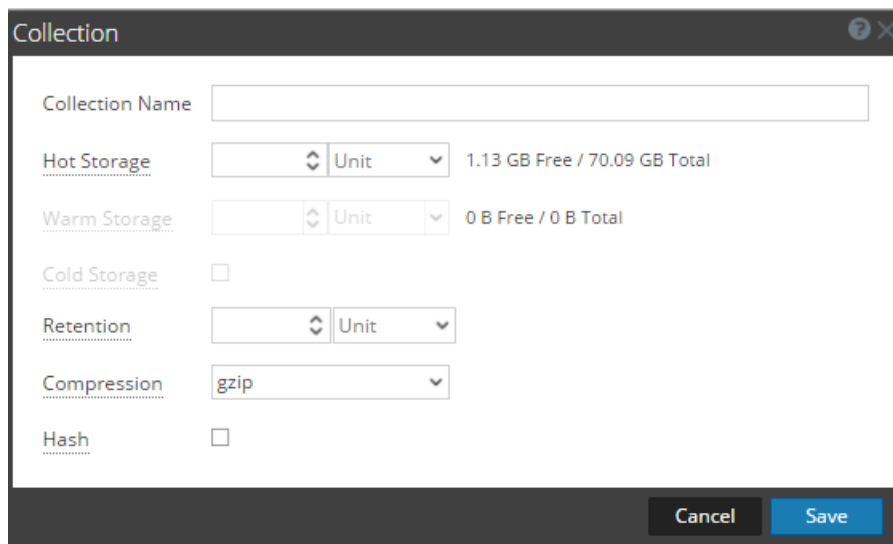 Collection
Collection Name
Hot Storage Unit 1.13 GB Free / 70.09 GB Total
Warm Storage Unit 0 B Free / 0 B Total
Cold Storage
Retention Unit
Compression gzip
Hash
Cancel Save